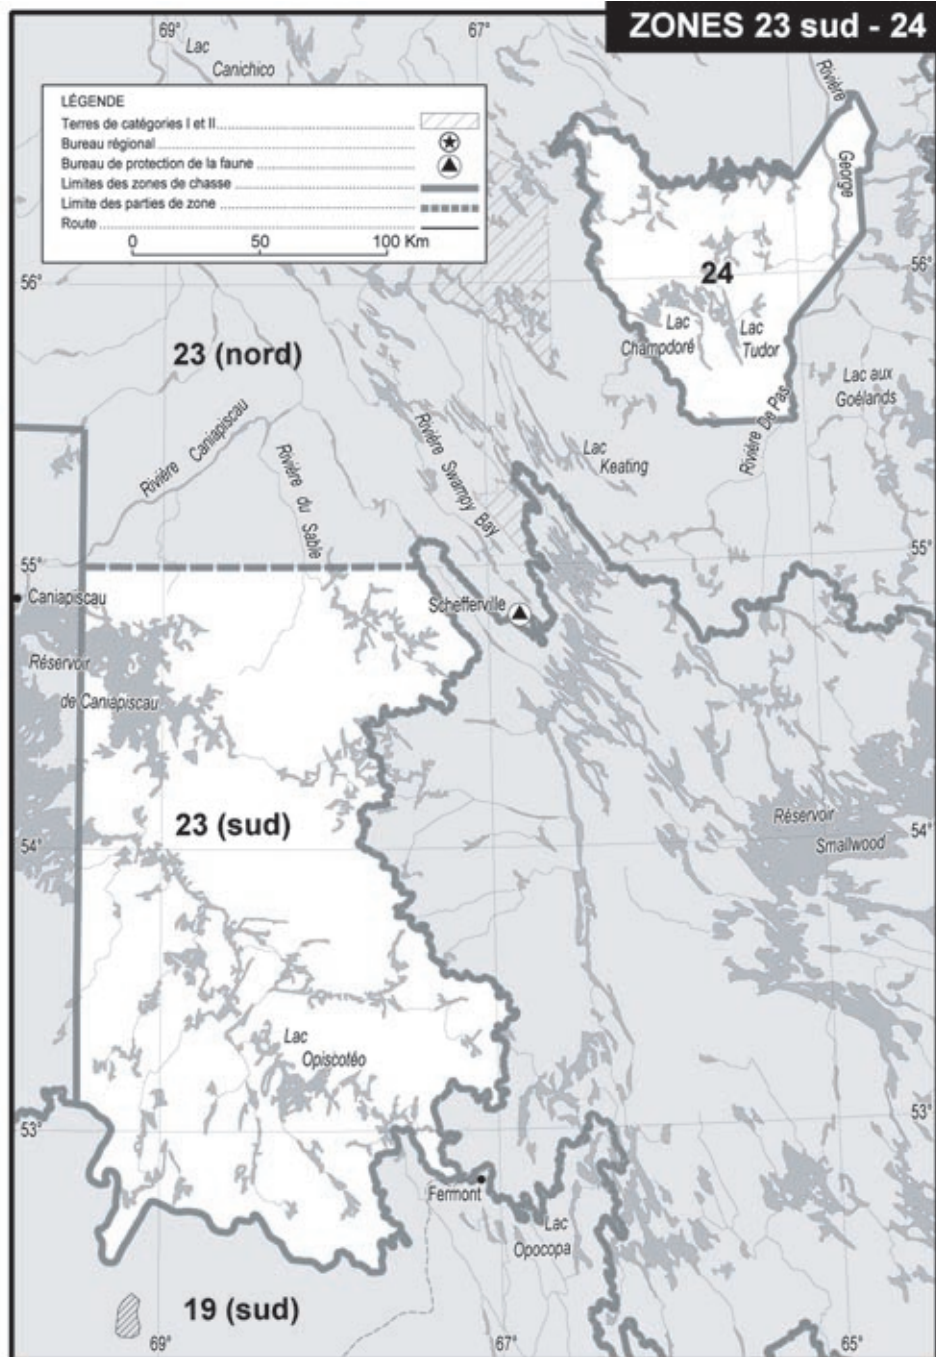 ZONES 23 sud - 24
69°
67°
Lac
Canichico
Rivière
George
LÉGENDE
Terres de catégories I et II
Bureau régional
Bureau de protection de la faune
Limites des zones de chasse
Limite des parties de zone
Route
0 50 100 Km
56°
56°
24
Lac
Champdoré
Lac
Tudor
23 (nord)
Lac aux
Goélands
Rivière De Pas
Rivière Caniapiscau
Rivière du Sable
Rivière Swampy Bay
Lac
Keating
55°
55°
Caniapiscau
Schefferville
Réservoir
de Caniapiscau
23 (sud)
Réservoir
Smallwood
54°
54°
Lac
Opiscotéo
53°
53°
Fermont
Lac
Opocopa
19 (sud)
69°
67°
65°